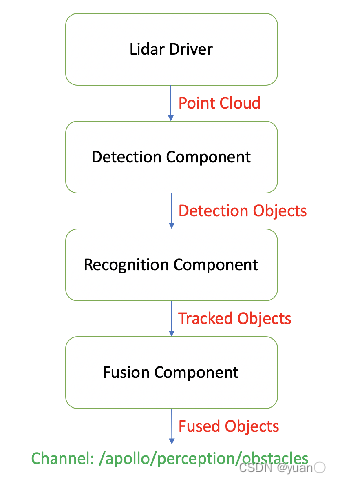 Lidar Driver
Point Cloud
Detection Component
Detection Objects
Recognition Component
Tracked Objects
Fusion Component
Fused Objects
Channel: /apollo/perception/obstacles
CSDN @yuan〇